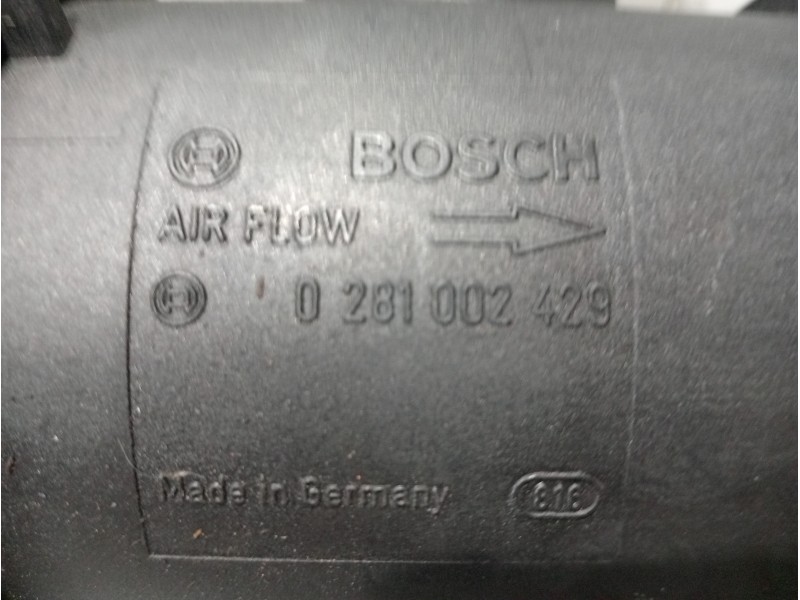 BOSCH
AIR FLOW
0 281 002 429
Made in Germany 816